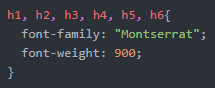 h1, h2, h3, h4, h5, h6{
  font-family: "Montserrat";
  font-weight: 900;
}